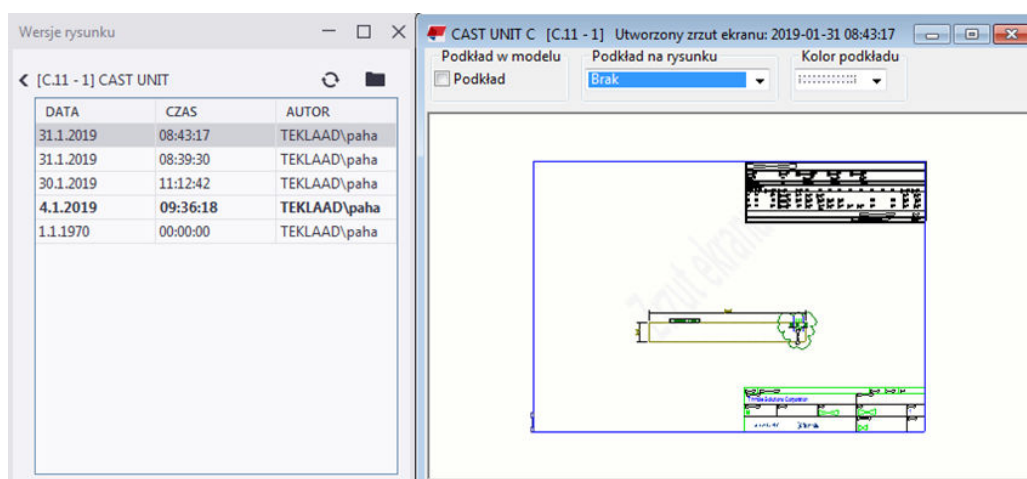 Wersje rysunku
[C.11 - 1] CAST UNIT
DATA CZAS AUTOR
31.1.2019 08:43:17 TEKLAAD\paha
31.1.2019 08:39:30 TEKLAAD\paha
30.1.2019 11:12:42 TEKLAAD\paha
4.1.2019 09:36:18 TEKLAAD\paha
1.1.1970 00:00:00 TEKLAAD\paha
CAST UNIT C [C.11 - 1] Utworzony zrzut ekranu: 2019-01-31 08:43:17
Podkład w modelu Podkład na rysunku Kolor podkładu
Podkład Brak
Zrzut ekranu
Trimble Solutions Corporation